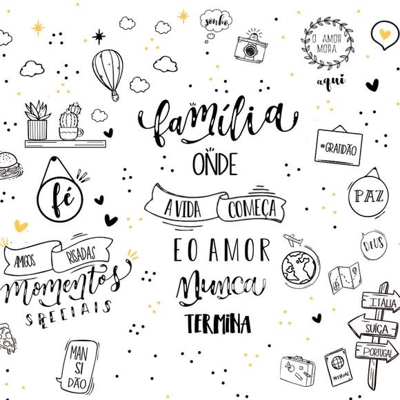 sonho
O AMOR
MORA
aqui
família
ONDE
A VIDA COMEÇA
E O AMOR
Nunca
TERMINA
#GRATIDÃO
fé
PAZ
DEUS
AMIGOS RISADAS
momentos
ESPECIAIS
MAN
SI
DÃO
ITÁLIA
SUÍÇA
PORTUGAL